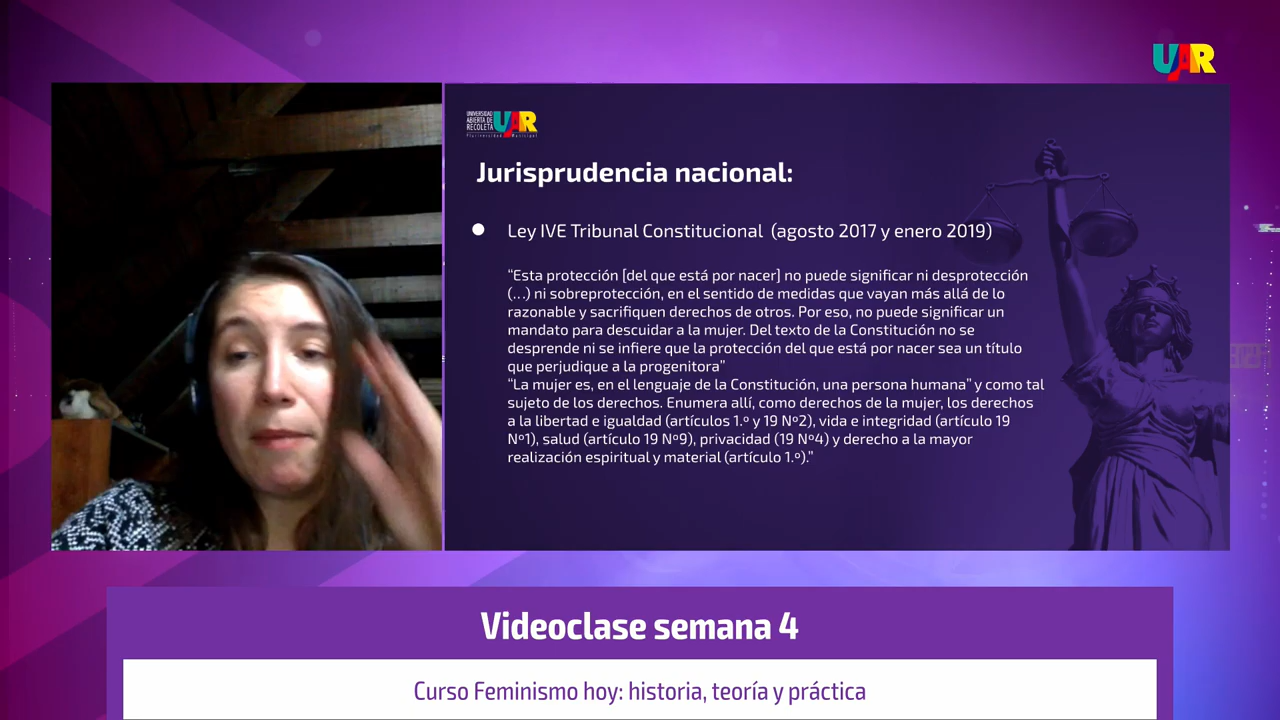 UAR
UNIVERSIDAD
ABIERTA DE
RECOLETA
UAR
Jurisprudencia nacional:
Ley IVE Tribunal Constitucional (agosto 2017 y enero 2019)
“Esta protección [del que está por nacer] no puede significar ni desprotección
(…) ni sobreprotección, en el sentido de medidas que vayan más allá de lo
razonable y sacrifiquen derechos de otros. Por eso, no puede significar un
mandato para descuidar a la mujer. Del texto de la Constitución no se
desprende ni se infiere que la protección del que está por nacer sea un título
que perjudique a la progenitora”
“La mujer es, en el lenguaje de la Constitución, una persona humana” y como tal
sujeto de los derechos. Enumera allí, como derechos de la mujer, los derechos
a la libertad e igualdad (artículos 1.º y 19 Nº2), vida e integridad (artículo 19
Nº1), salud (artículo 19 Nº9), privacidad (19 Nº4) y derecho a la mayor
realización espiritual y material (artículo 1.º).”
Videoclase semana 4
Curso Feminismo hoy: historia, teoría y práctica